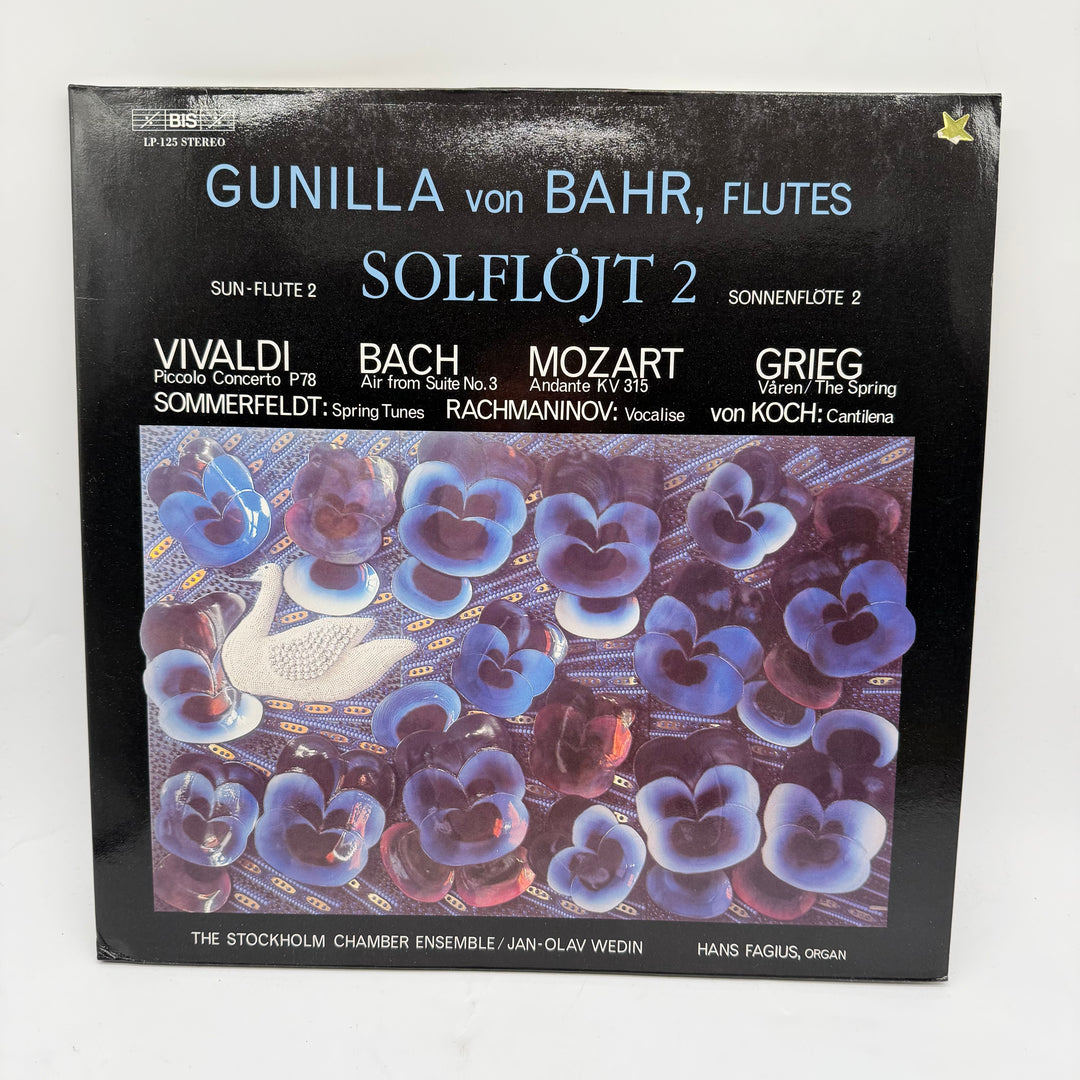 BIS
LP-125 STEREO
GUNILLA von BAHR, FLUTES
SUN-FLUTE 2 SOLFLÖJT 2 SONNENFLÖTE 2
VIVALDI BACH MOZART GRIEG
Piccolo Concerto P78 Air from Suite No. 3 Andante KV 315 Våren/The Spring
SOMMERFELDT: Spring Tunes RACHMANINOV: Vocalise von KOCH: Cantilena
THE STOCKHOLM CHAMBER ENSEMBLE/JAN-OLAV WEDIN HANS FAGIUS, ORGAN